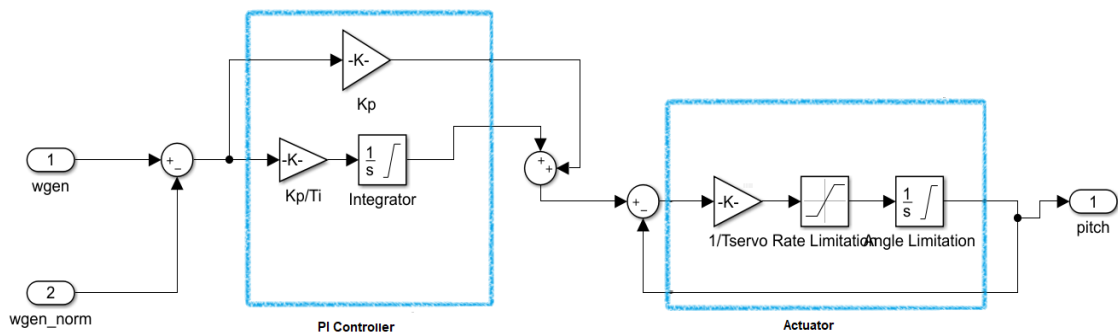 -K-
Kp
1
wgen
+
−
-K-
Kp/Ti
1
s
Integrator
+
+
+
−
-K-
1/Tservo
Rate Limitation
1
s
Angle Limitation
1
pitch
2
wgen_norm
PI Controller
Actuator